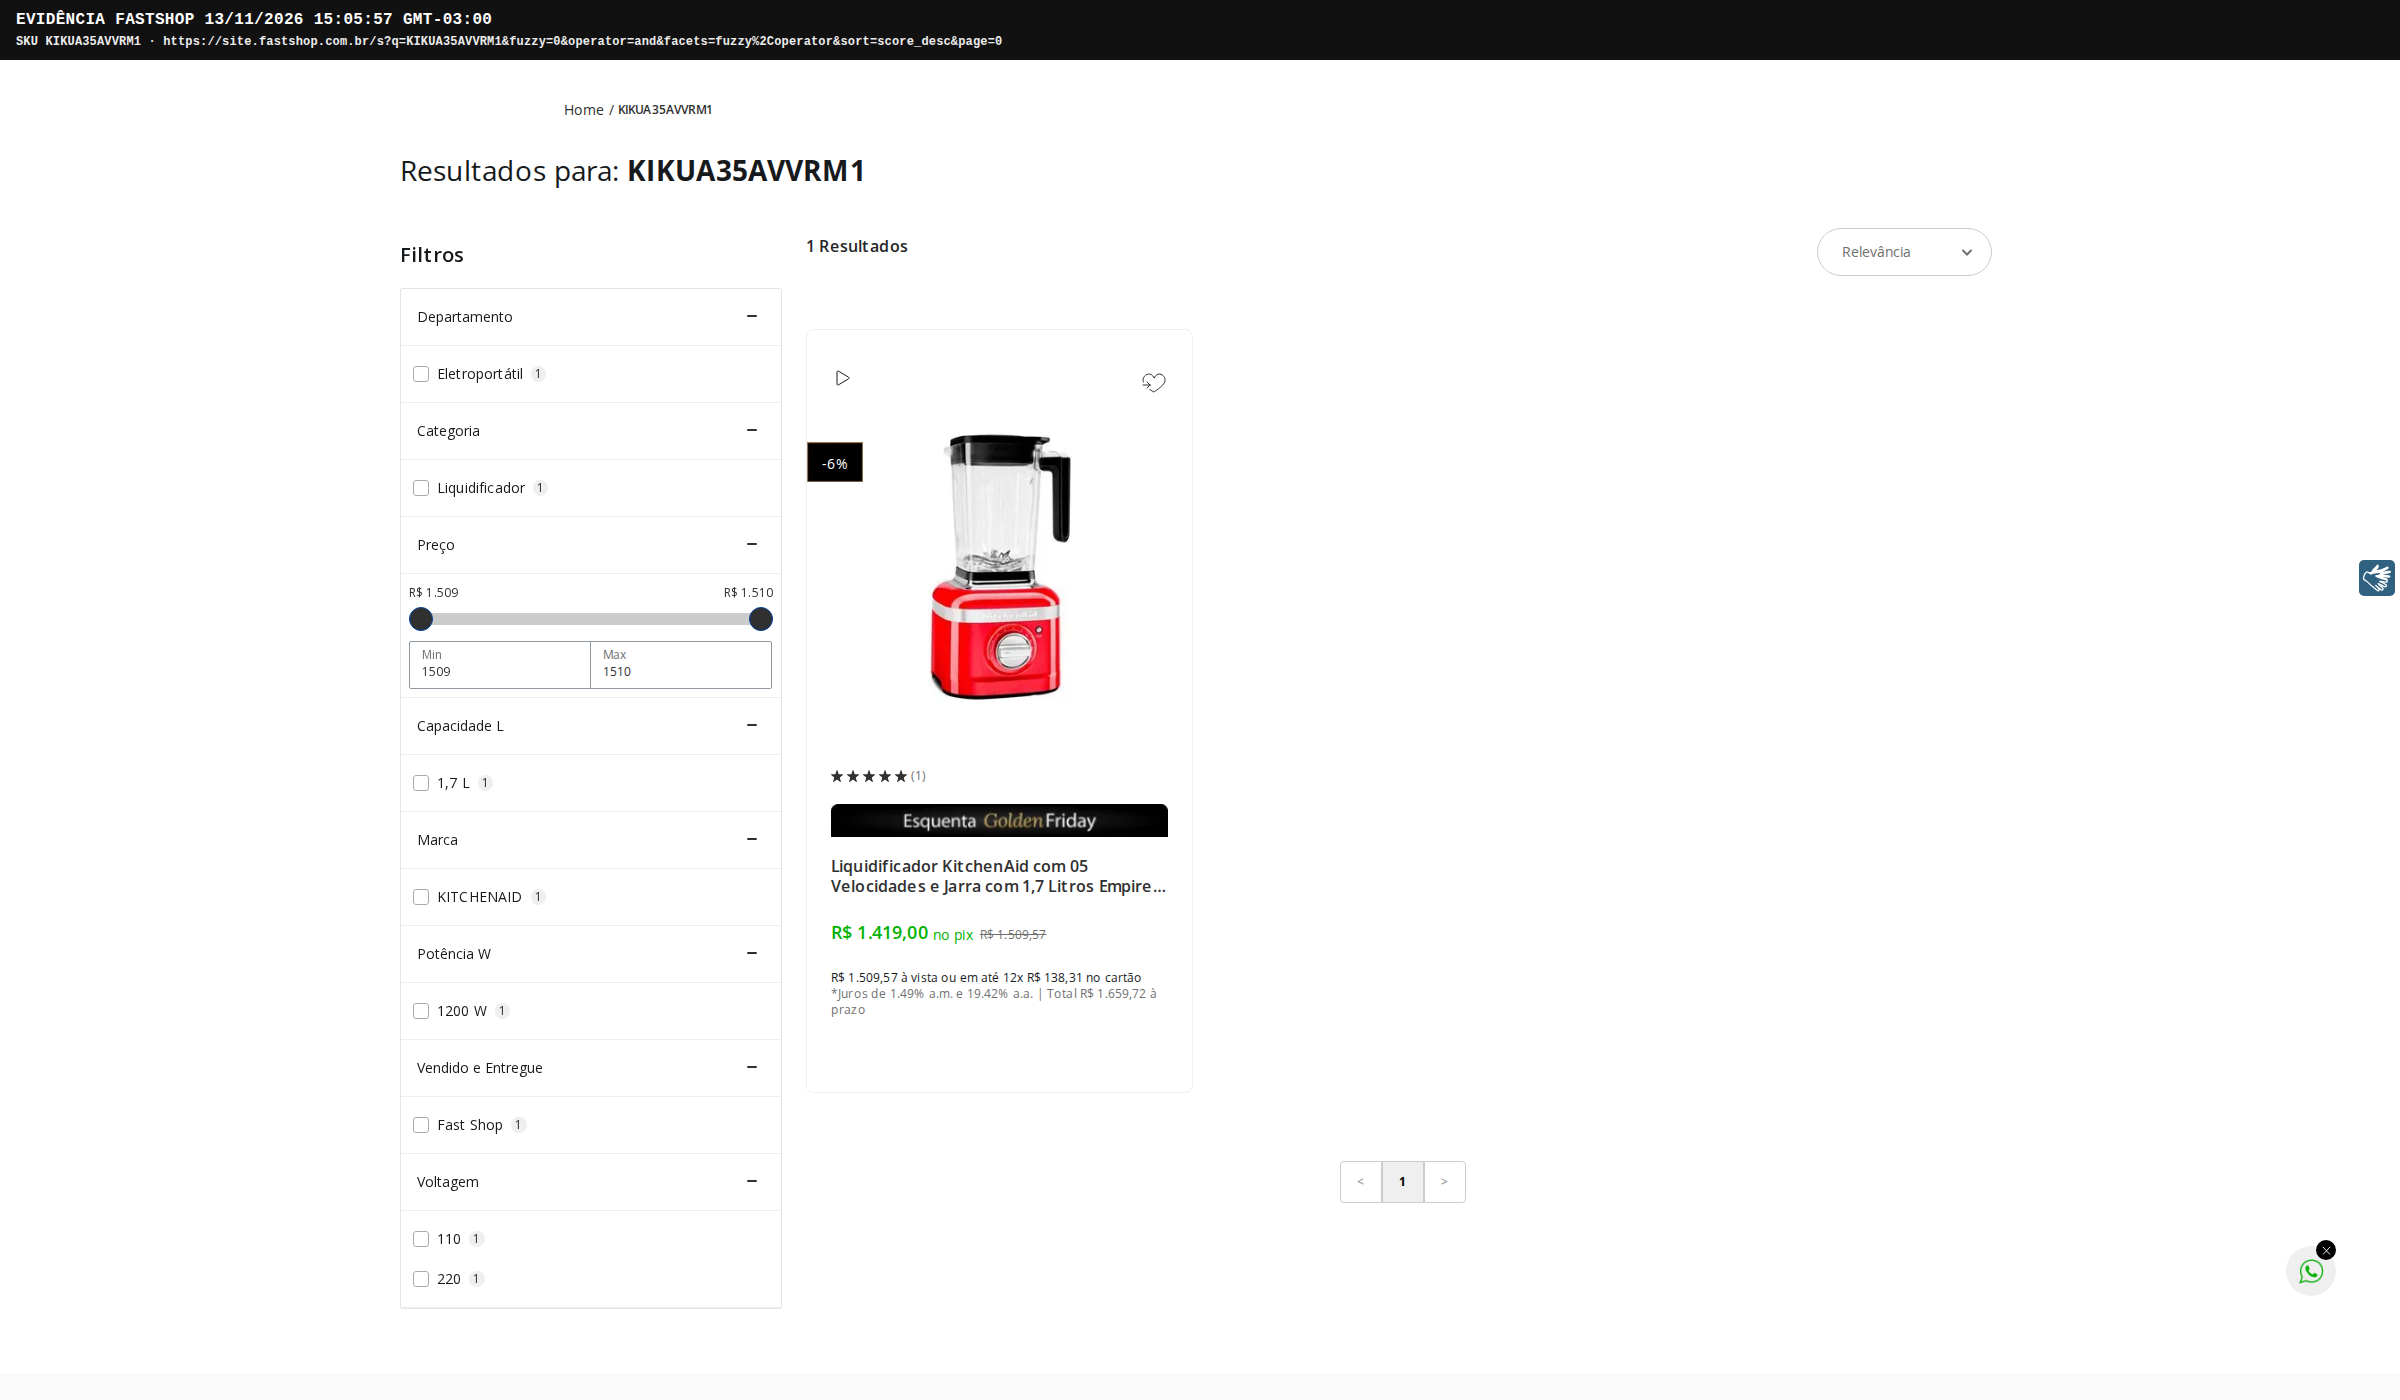 EVIDÊNCIA FASTSHOP 13/11/2026 15:05:57 GMT-03:00
SKU KIKUA35AVVRM1 · https://site.fastshop.com.br/s?q=KIKUA35AVVRM1&fuzzy=0&operator=and&facets=fuzzy%2Coperator&sort=score_desc&page=0
Home / KIKUA35AVVRM1
Resultados para: KIKUA35AVVRM1
Filtros
Departamento
Eletroportátil 1
Categoria
Liquidificador 1
Preço
R$ 1.509 R$ 1.510
Min Max
1509 1510
Capacidade L
1,7 L 1
Marca
KITCHENAID 1
Potência W
1200 W 1
Vendido e Entregue
Fast Shop 1
Voltagem
110 1
220 1
1 Resultados
Relevância
-6%
KitchenAid
(1)
Esquenta Golden Friday
Liquidificador KitchenAid com 05
Velocidades e Jarra com 1,7 Litros Empire...
R$ 1.419,00 no pix R$ 1.509,57
R$ 1.509,57 à vista ou em até 12x R$ 138,31 no cartão
*Juros de 1.49% a.m. e 19.42% a.a. | Total R$ 1.659,72 à
prazo
< 1 >